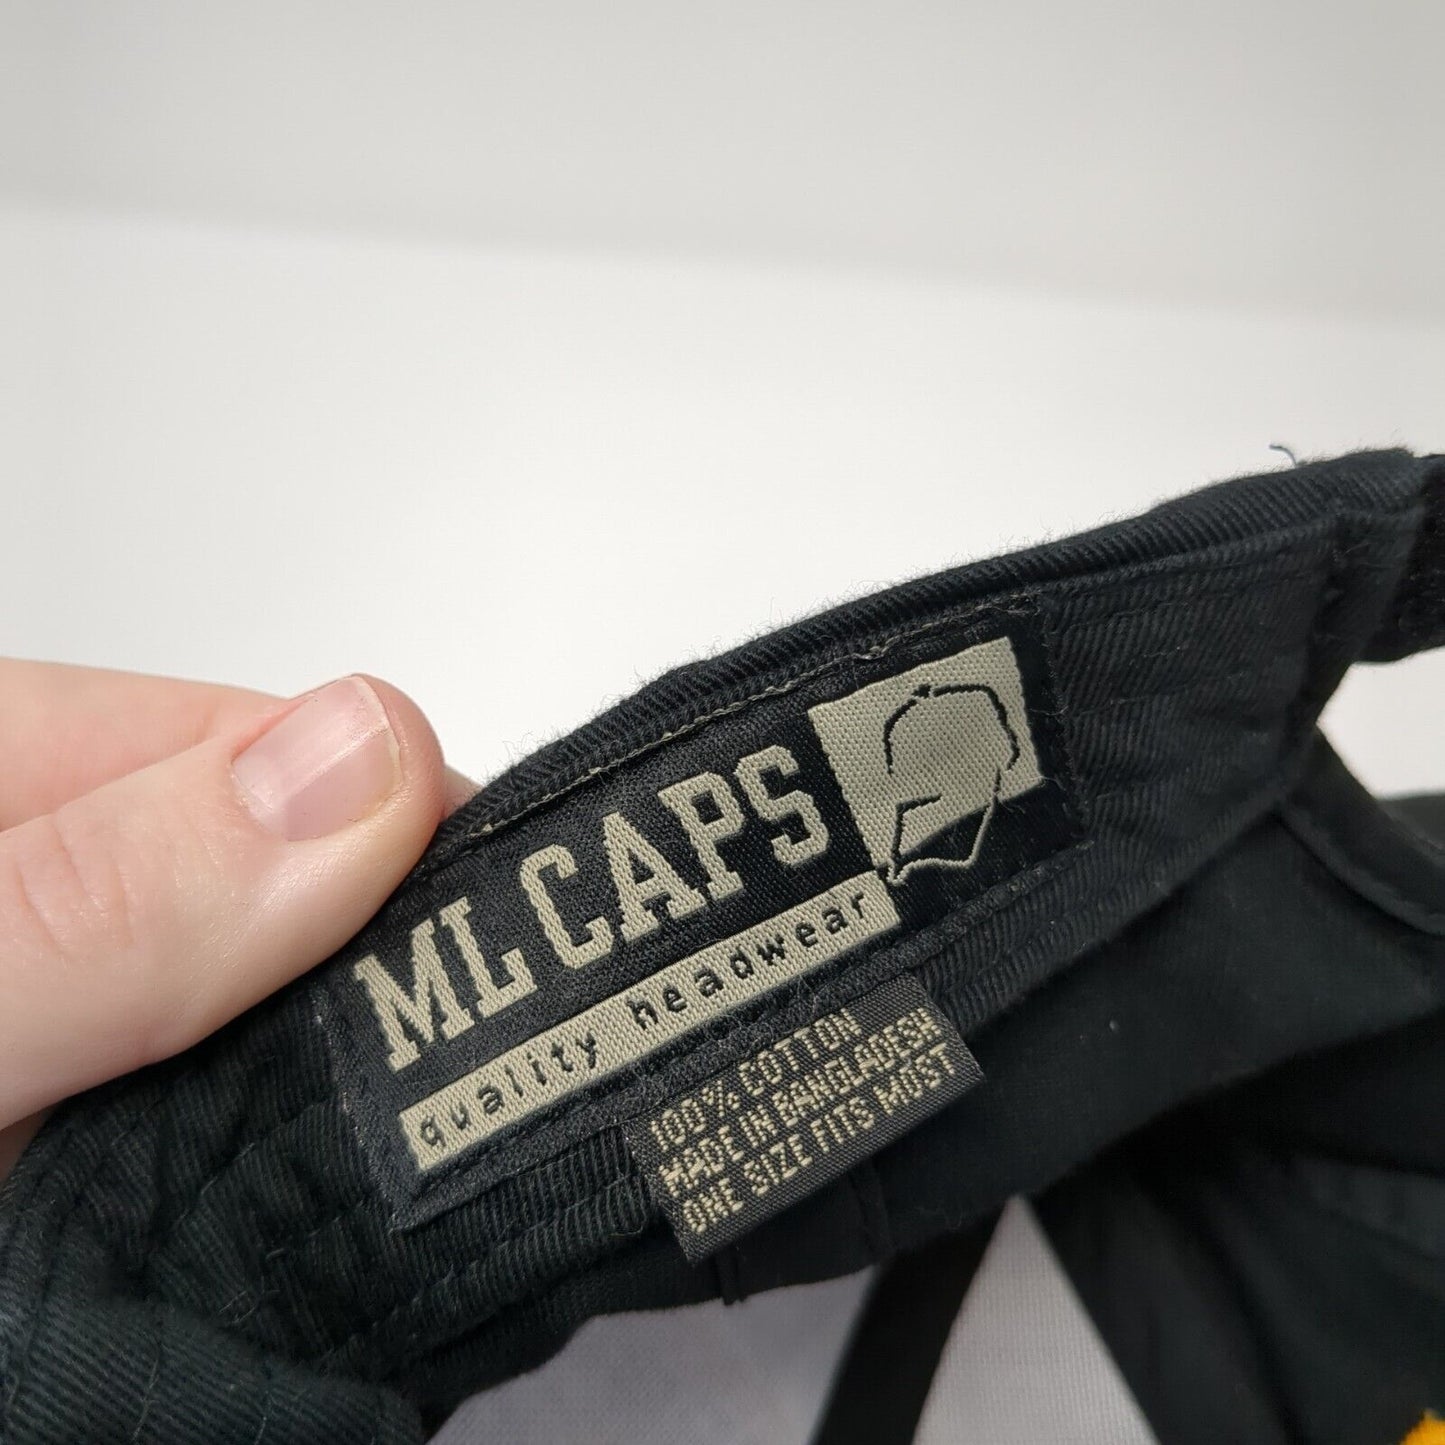 ML CAPS
quality headwear
100% COTTON
MADE IN BANGLADESH
ONE SIZE FITS MOST